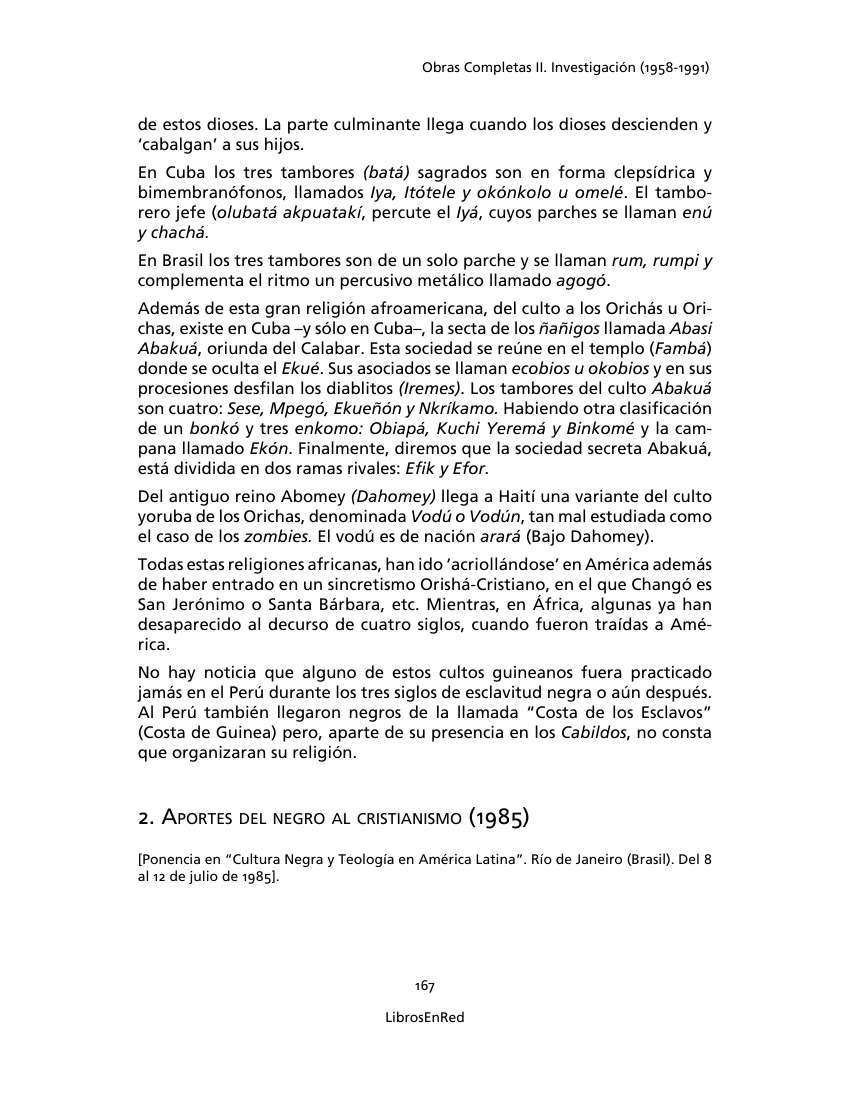 Obras Completas II. Investigación (1958-1991)
de estos dioses. La parte culminante llega cuando los dioses descienden y
‘cabalgan’ a sus hijos.
En Cuba los tres tambores (batá) sagrados son en forma clepsídrica y
bimembranófonos, llamados Iya, Itótele y okónkolo u omelé. El tambo-
rero jefe (olubatá akpuatakí, percute el Iyá, cuyos parches se llaman enú
y chachá.
En Brasil los tres tambores son de un solo parche y se llaman rum, rumpi y
complementa el ritmo un percusivo metálico llamado agogó.
Además de esta gran religión afroamericana, del culto a los Orichás u Ori-
chas, existe en Cuba –y sólo en Cuba–, la secta de los ñañigos llamada Abasi
Abakuá, oriunda del Calabar. Esta sociedad se reúne en el templo (Fambá)
donde se oculta el Ekué. Sus asociados se llaman ecobios u okobios y en sus
procesiones desfilan los diablitos (Iremes). Los tambores del culto Abakuá
son cuatro: Sese, Mpegó, Ekueñón y Nkríkamo. Habiendo otra clasificación
de un bonkó y tres enkomo: Obiapá, Kuchi Yeremá y Binkomé y la cam-
pana llamado Ekón. Finalmente, diremos que la sociedad secreta Abakuá,
está dividida en dos ramas rivales: Efik y Efor.
Del antiguo reino Abomey (Dahomey) llega a Haití una variante del culto
yoruba de los Orichas, denominada Vodú o Vodún, tan mal estudiada como
el caso de los zombies. El vodú es de nación arará (Bajo Dahomey).
Todas estas religiones africanas, han ido ‘acriollándose’ en América además
de haber entrado en un sincretismo Orishá-Cristiano, en el que Changó es
San Jerónimo o Santa Bárbara, etc. Mientras, en África, algunas ya han
desaparecido al decurso de cuatro siglos, cuando fueron traídas a Amé-
rica.
No hay noticia que alguno de estos cultos guineanos fuera practicado
jamás en el Perú durante los tres siglos de esclavitud negra o aún después.
Al Perú también llegaron negros de la llamada “Costa de los Esclavos”
(Costa de Guinea) pero, aparte de su presencia en los Cabildos, no consta
que organizaran su religión.
2. Aportes del negro al cristianismo (1985)
[Ponencia en “Cultura Negra y Teología en América Latina”. Río de Janeiro (Brasil). Del 8
al 12 de julio de 1985].
167
LibrosEnRed